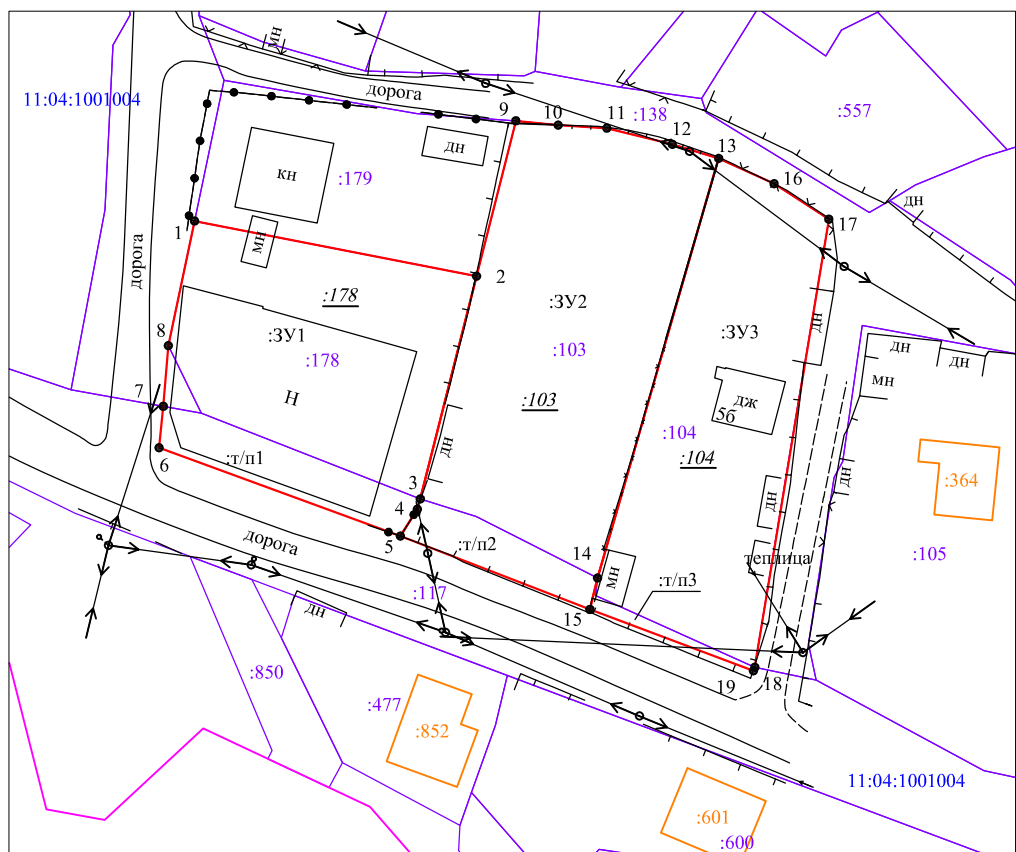 мн
дорога
11:04:1001004
:138
:557
9
10
11
12
13
дн
кн
:179
16
дн
17
1
мн
дорога
2
:178
:ЗУ2
8
:ЗУ1
:178
:103
:ЗУ3
дн
дн
дн
мн
7
Н
:103
дж
5б
:104
:104
6
:т/п1
дн
3
4
5
дн
дн
:364
дорога
:т/п2
теплица
:105
14
мн
:т/п3
:117
дн
15
:850
19
18
:477
:852
11:04:1001004
:601
:600